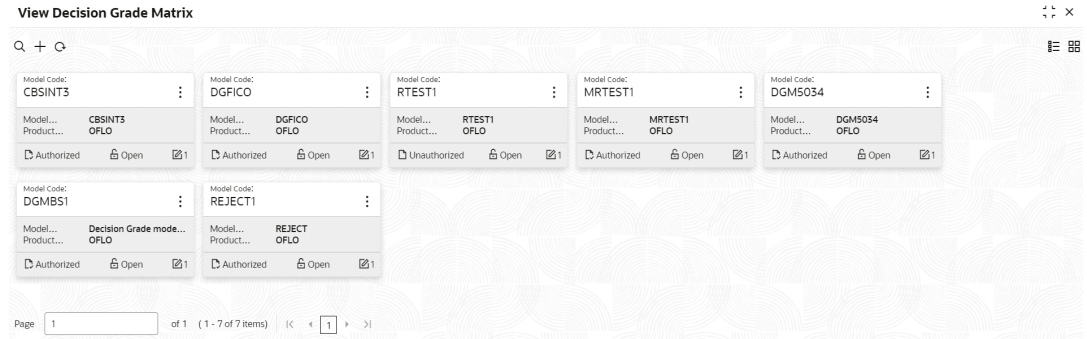 View Decision Grade Matrix
Model Code:
CBSINT3
Model... CBSINT3
Product... OFLO
Authorized Open 1
Model Code:
DGFICO
Model... DGFICO
Product... OFLO
Authorized Open 1
Model Code:
RTEST1
Model... RTEST1
Product... OFLO
Unauthorized Open 1
Model Code:
MRTEST1
Model... MRTEST1
Product... OFLO
Authorized Open 1
Model Code:
DGM5034
Model... DGM5034
Product... OFLO
Authorized Open 1
Model Code:
DGMBS1
Model... Decision Grade mode...
Product... OFLO
Authorized Open 1
Model Code:
REJECT1
Model... REJECT
Product... OFLO
Authorized Open 1
Page 1 of 1 (1 - 7 of 7 items) 1